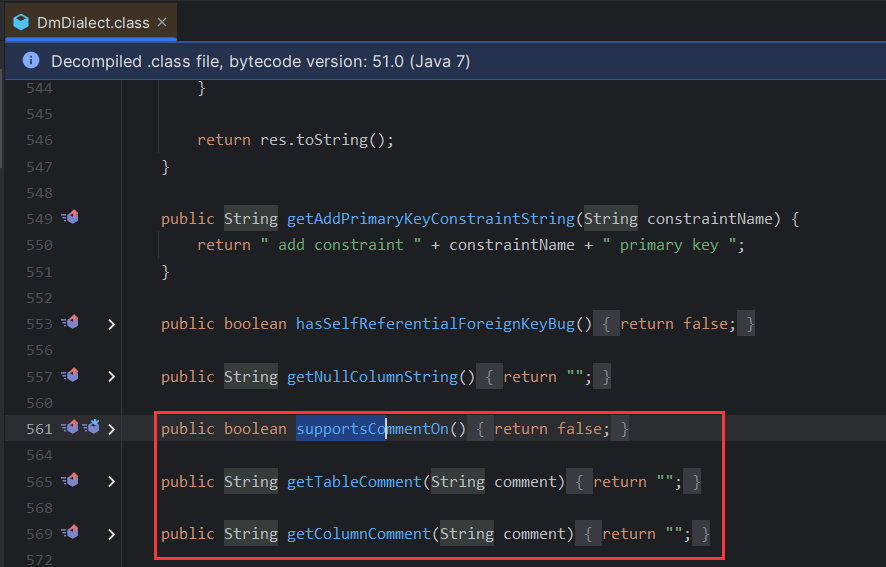 DmDialect.class ×
Decompiled .class file, bytecode version: 51.0 (Java 7)
544 }
545
546 return res.toString();
547 }
548
549 public String getAddPrimaryKeyConstraintString(String constraintName) {
550 return " add constraint " + constraintName + " primary key ";
551 }
552
553 public boolean hasSelfReferentialForeignKeyBug() { return false; }
556
557 public String getNullColumnString() { return ""; }
560
561 public boolean supportsCommentOn() { return false; }
564
565 public String getTableComment(String comment) { return ""; }
568
569 public String getColumnComment(String comment) { return ""; }
572